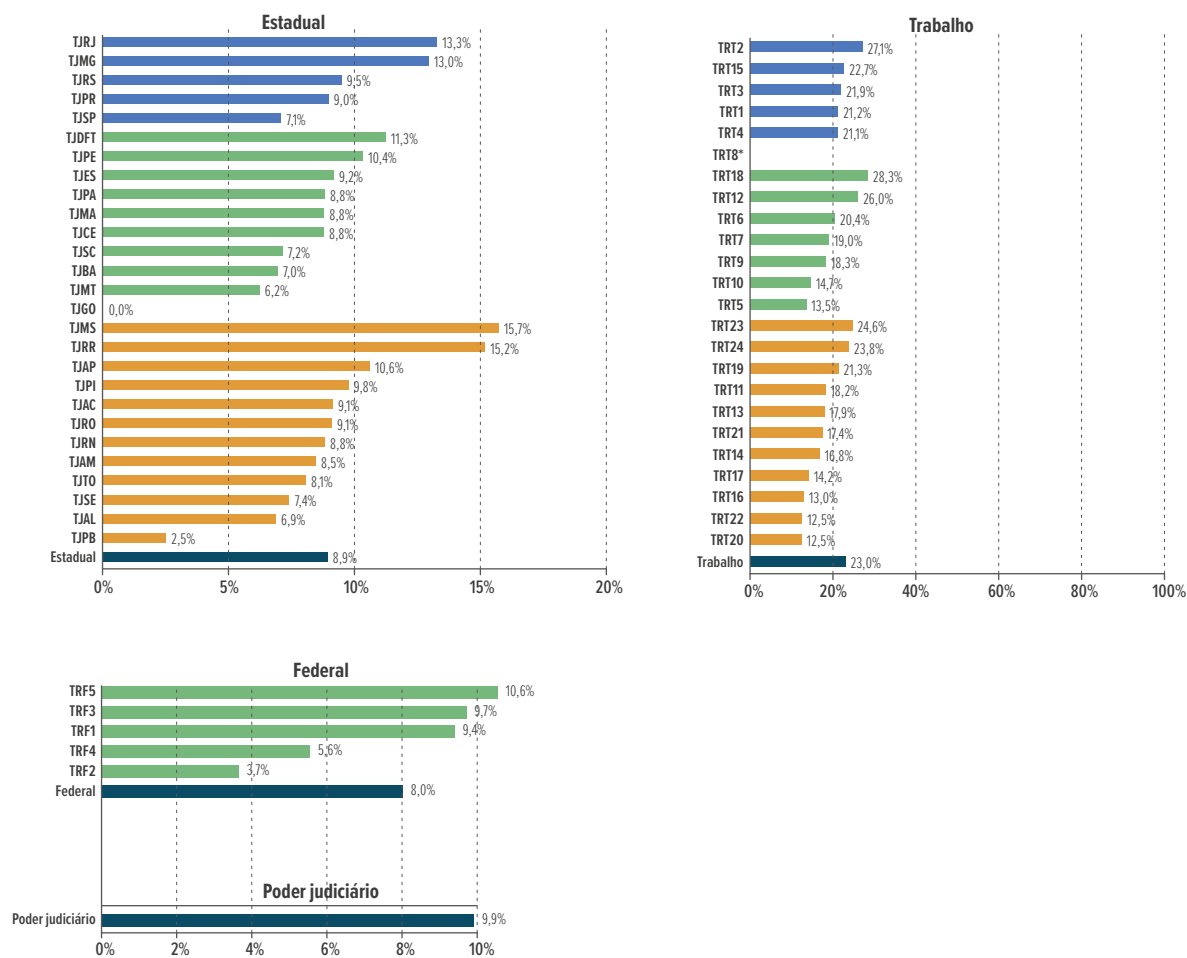 Estadual
TJRJ 13,3%
TJMG 13,0%
TJRS 9,5%
TJPR 9,0%
TJSP 7,1%
TJDFT 11,3%
TJPE 10,4%
TJES 9,2%
TJPA 8,8%
TJMA 8,8%
TJCE 8,8%
TJSC 7,2%
TJBA 7,0%
TJMT 6,2%
TJGO 0,0%
TJMS 15,7%
TJRR 15,2%
TJAP 10,6%
TJPI 9,8%
TJAC 9,1%
TJRO 9,1%
TJRN 8,8%
TJAM 8,5%
TJTO 8,1%
TJSE 7,4%
TJAL 6,9%
TJPB 2,5%
Estadual 8,9%
0% 5% 10% 15% 20%
Trabalho
TRT2 27,1%
TRT15 22,7%
TRT3 21,9%
TRT1 21,2%
TRT4 21,1%
TRT8*
TRT18 28,3%
TRT12 26,0%
TRT6 20,4%
TRT7 19,0%
TRT9 18,3%
TRT10 14,7%
TRT5 13,5%
TRT23 24,6%
TRT24 23,8%
TRT19 21,3%
TRT11 18,2%
TRT13 17,9%
TRT21 17,4%
TRT14 16,8%
TRT17 14,2%
TRT16 13,0%
TRT22 12,5%
TRT20 12,5%
Trabalho 23,0%
0% 20% 40% 60% 80% 100%
Federal
TRF5 10,6%
TRF3 9,7%
TRF1 9,4%
TRF4 5,6%
TRF2 3,7%
Federal 8,0%
Poder judiciário
Poder judiciário 9,9%
0% 2% 4% 6% 8% 10%